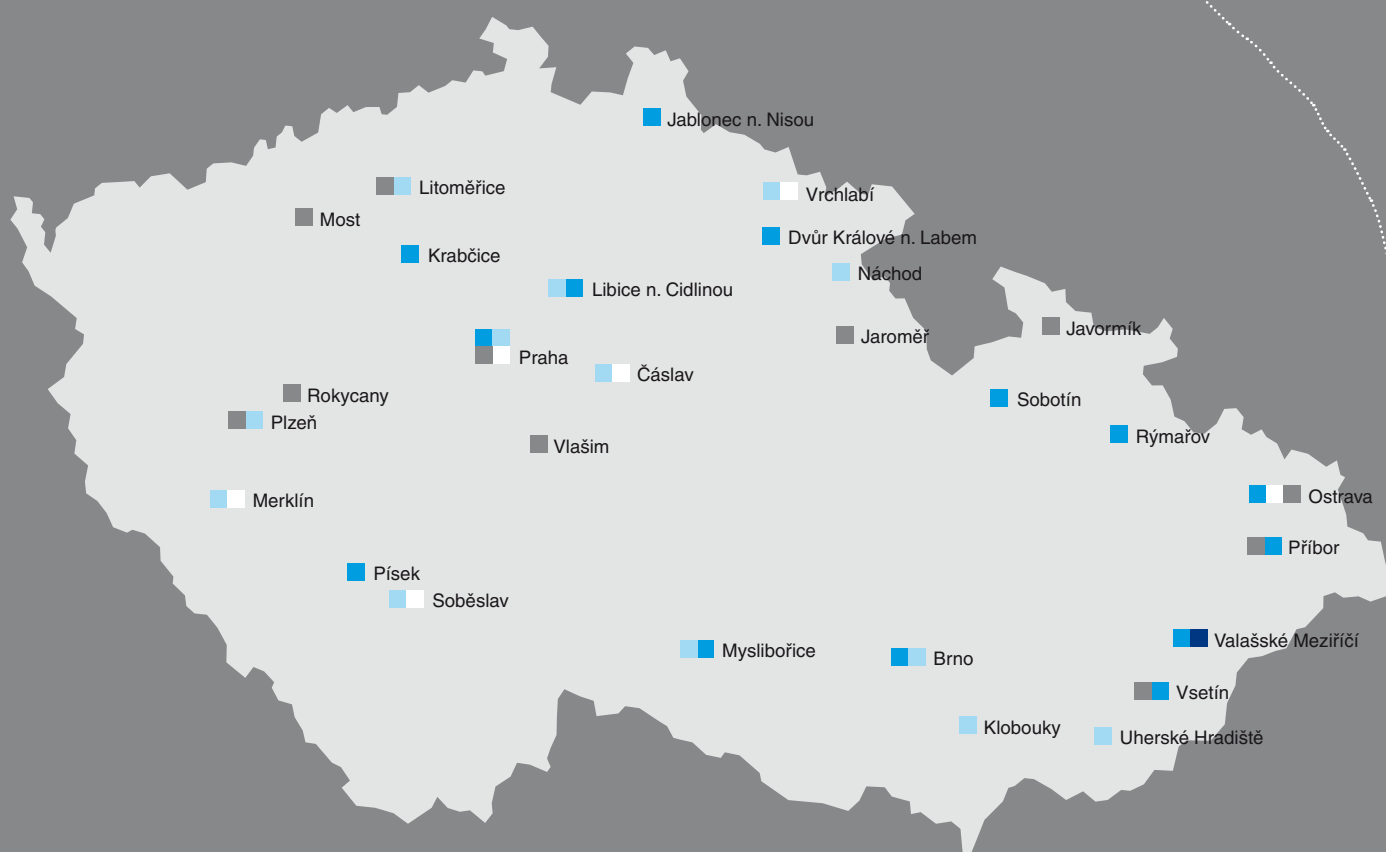 Jablonec n. Nisou
Litoměřice
Vrchlabí
Most
Dvůr Králové n. Labem
Krabčice
Náchod
Libice n. Cidlinou
Javormík
Jaroměř
Praha
Čáslav
Rokycany
Sobotín
Plzeň
Rýmařov
Vlašim
Ostrava
Merklín
Příbor
Písek
Soběslav
Valašské Meziříčí
Myslibořice
Brno
Vsetín
Klobouky
Uherské Hradiště